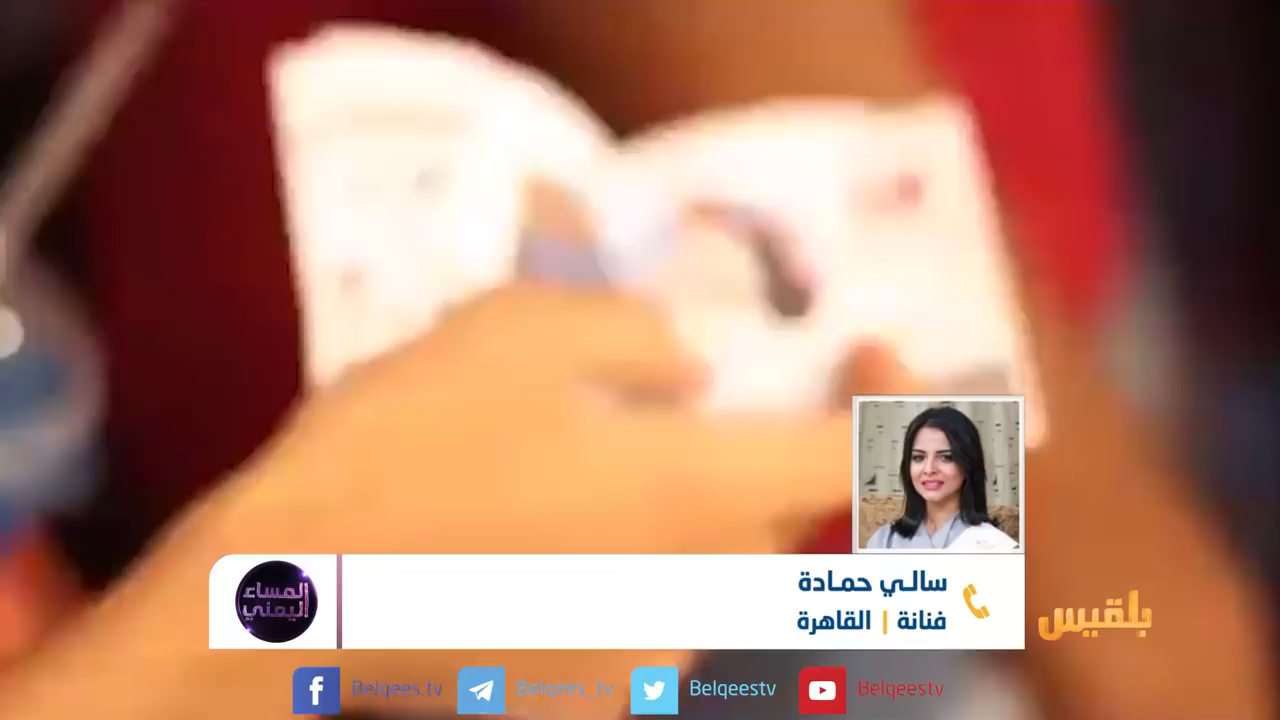 سالي حمادة
فنانة | القاهرة
المساء
اليمني
بلقيس
Belqees.tv
Belqees_tv
Belqeestv
Belqeestv